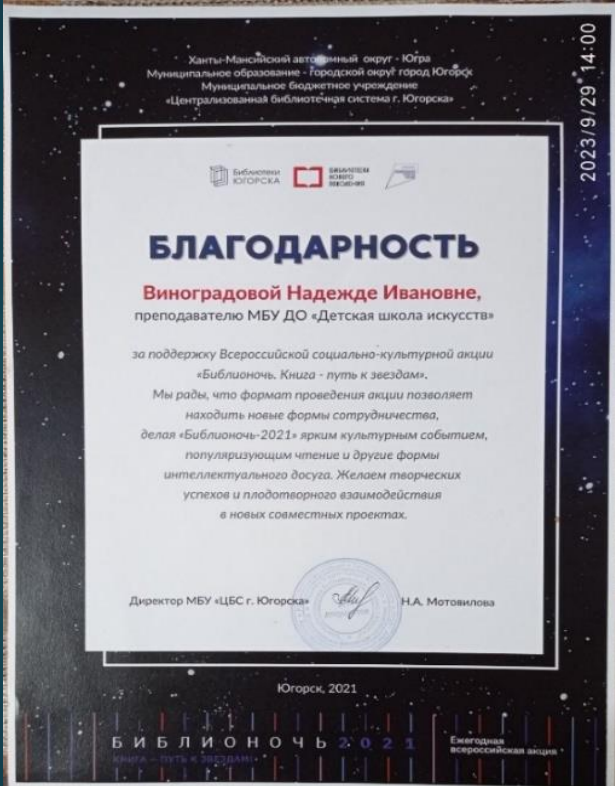 Ханты-Мансийский автономный округ - Югра
Муниципальное образование - городской округ город Югорск
Муниципальное бюджетное учреждение
«Централизованная библиотечная система г. Югорска»
2023/9/29 14:00
Библиотеки
ЮГОРСКА
БИБЛИОТЕКИ
НОВОГО
ПОКОЛЕНИЯ
БЛАГОДАРНОСТЬ
Виноградовой Надежде Ивановне,
преподавателю МБУ ДО «Детская школа искусств»
за поддержку Всероссийской социально-культурной акции
«Библионочь. Книга - путь к звездам».
Мы рады, что формат проведения акции позволяет
находить новые формы сотрудничества,
делая «Библионочь-2021» ярким культурным событием,
популяризующим чтение и другие формы
интеллектуального досуга. Желаем творческих
успехов и плодотворного взаимодействия
в новых совместных проектах.
Директор МБУ «ЦБС г. Югорска» Н.А. Мотовилова
Югорск, 2021
БИБЛИОНОЧЬ 2021
КНИГА – ПУТЬ К ЗВЕЗДАМ
Ежегодная
всероссийская акция